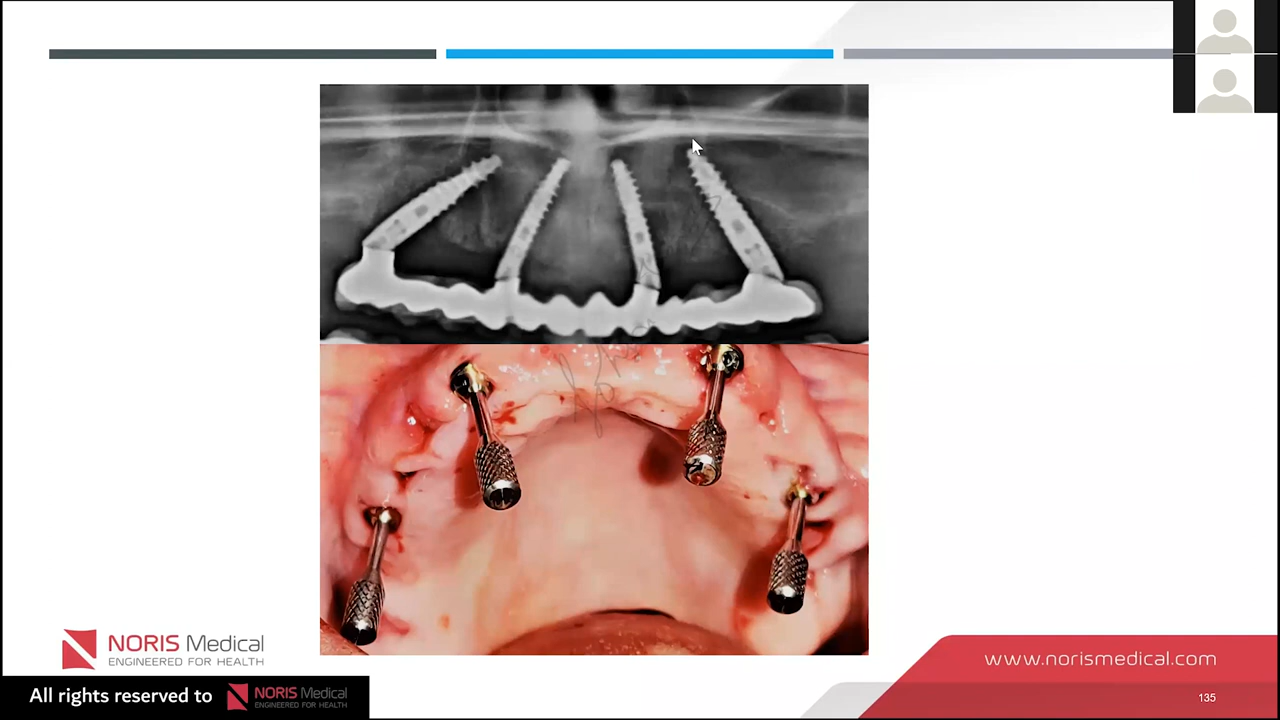 NORIS Medical
ENGINEERED FOR HEALTH
www.norismedical.com
All rights reserved to
NORIS Medical
ENGINEERED FOR HEALTH
135